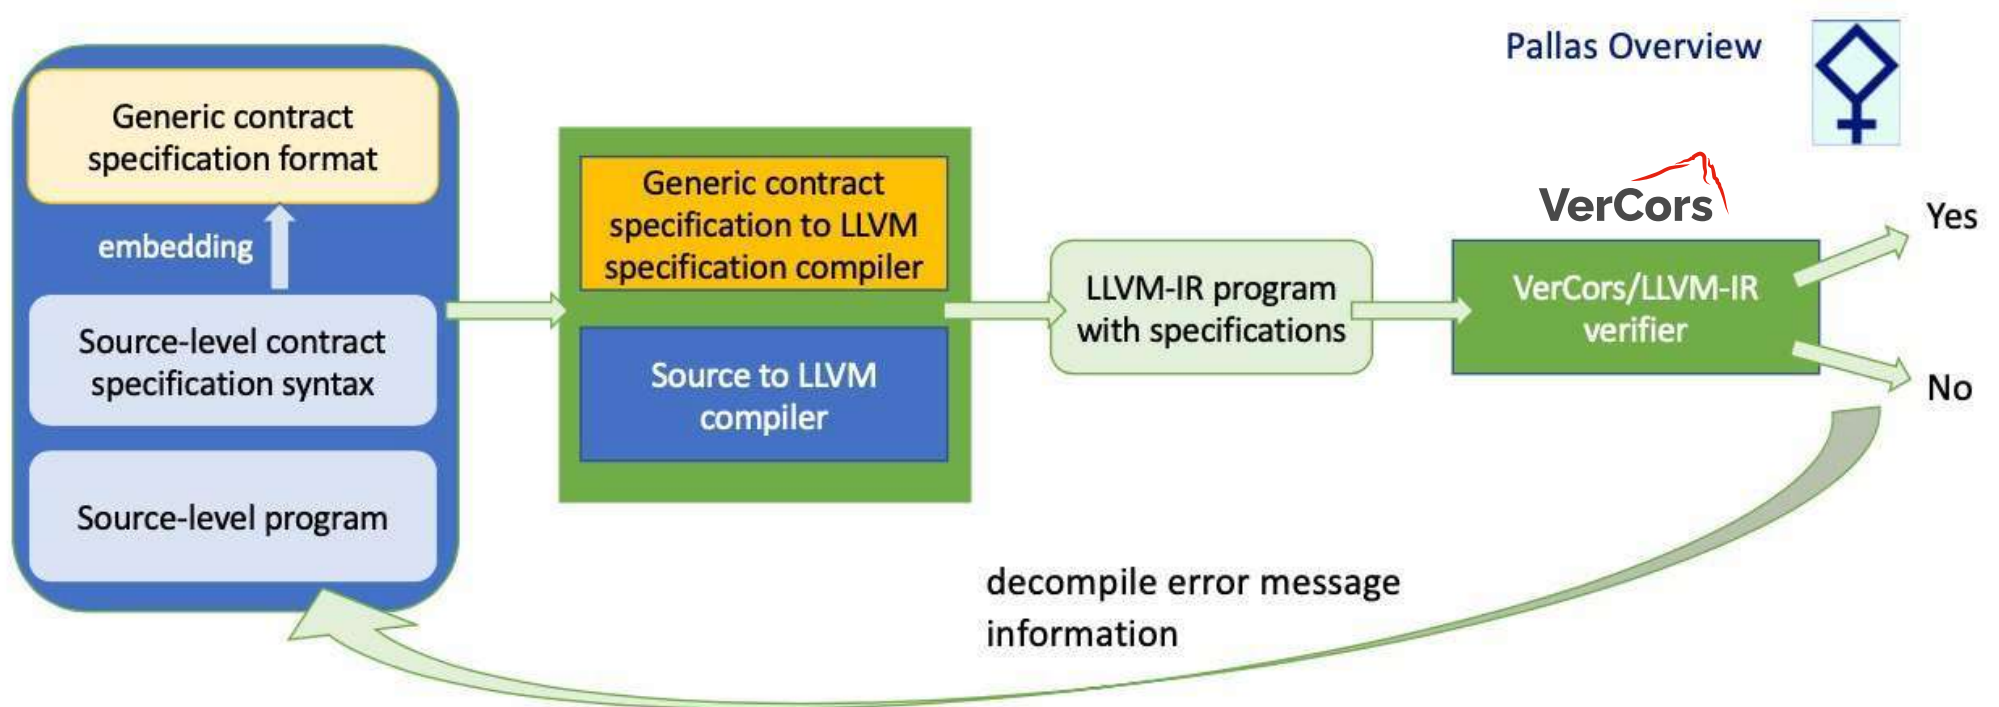 Pallas Overview
Generic contract
specification format
embedding
Source-level contract
specification syntax
Source-level program
Generic contract
specification to LLVM
specification compiler
Source to LLVM
compiler
LLVM-IR program
with specifications
VerCors
VerCors/LLVM-IR
verifier
Yes
No
decompile error message
information